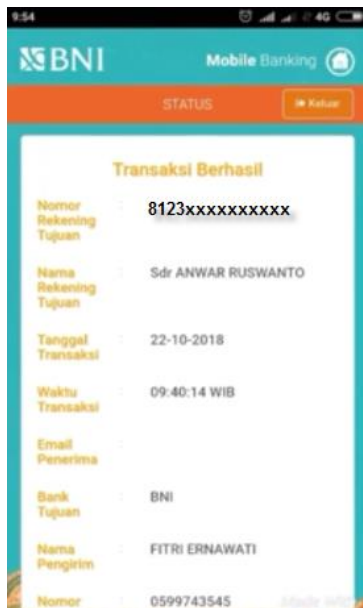 9:54
4G
BNI
Mobile Banking
STATUS
Keluar
Transaksi Berhasil
Nomor Rekening Tujuan : 8123xxxxxxxxxx
Nama Rekening Tujuan : Sdr ANWAR RUSWANTO
Tanggal Transaksi : 22-10-2018
Waktu Transaksi : 09:40:14 WIB
Email Penerima :
Bank Tujuan : BNI
Nama Pengirim : FITRI ERNAWATI
Nomor : 0599743545